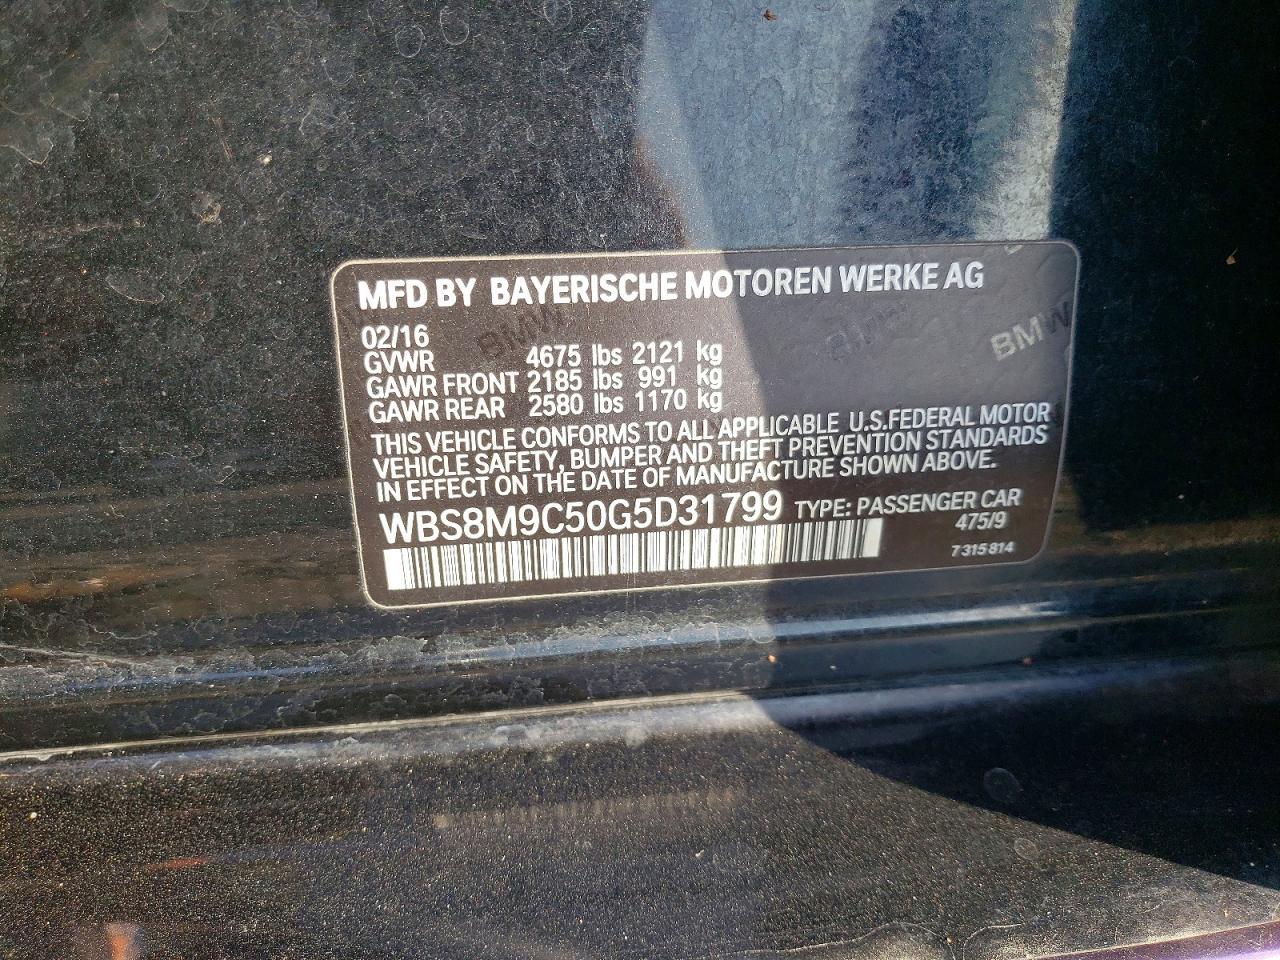 MFD BY BAYERISCHE MOTOREN WERKE AG
02/16
GVWR 4675 lbs 2121 kg
GAWR FRONT 2185 lbs 991 kg
GAWR REAR 2580 lbs 1170 kg
THIS VEHICLE CONFORMS TO ALL APPLICABLE U.S.FEDERAL MOTOR
VEHICLE SAFETY, BUMPER AND THEFT PREVENTION STANDARDS
IN EFFECT ON THE DATE OF MANUFACTURE SHOWN ABOVE.
WBS8M9C50G5D31799 TYPE: PASSENGER CAR
475/9
7 315 814
BMW
BMW
BMW